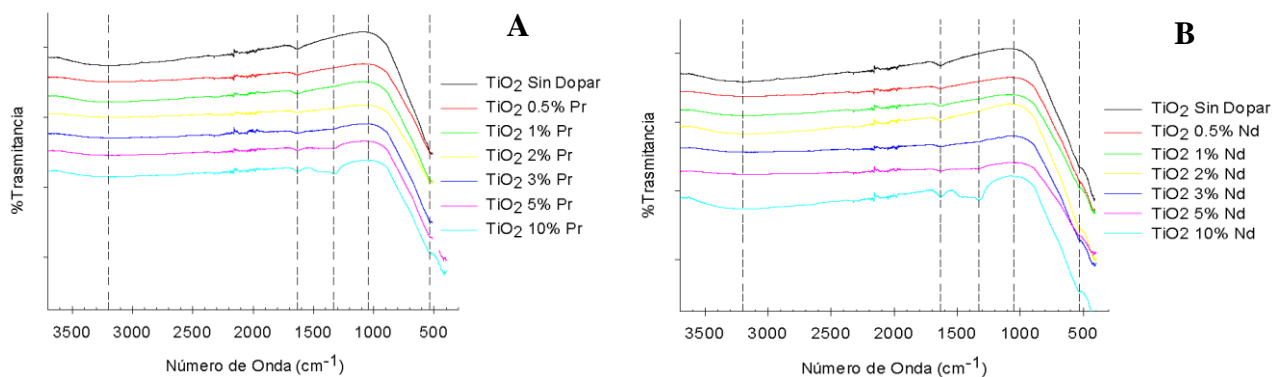 A
%Trasmitancia
TiO2 Sin Dopar
TiO2 0.5% Pr
TiO2 1% Pr
TiO2 2% Pr
TiO2 3% Pr
TiO2 5% Pr
TiO2 10% Pr
3500 3000 2500 2000 1500 1000 500
Número de Onda (cm-1)
B
%Trasmitancia
TiO2 Sin Dopar
TiO2 0.5% Nd
TiO2 1% Nd
TiO2 2% Nd
TiO2 3% Nd
TiO2 5% Nd
TiO2 10% Nd
3500 3000 2500 2000 1500 1000 500
Número de Onda (cm-1)